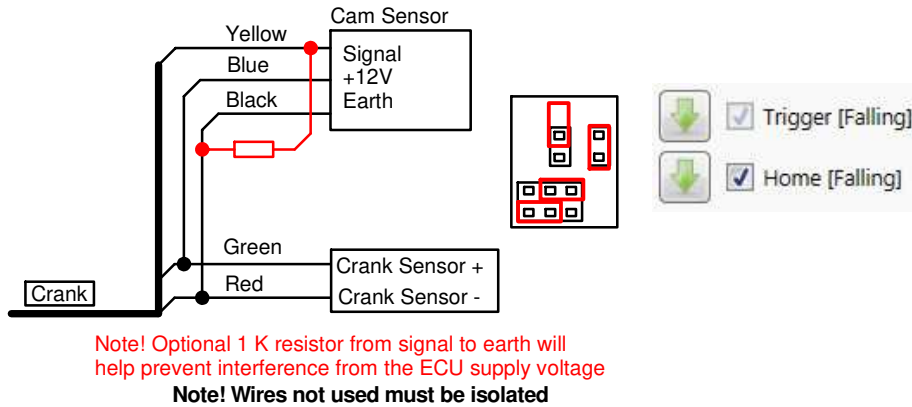 Cam Sensor
Yellow
Signal
Blue
+12V
Black
Earth
Trigger [Falling]
Home [Falling]
Green
Crank Sensor +
Red
Crank Sensor -
Crank
Note! Optional 1 K resistor from signal to earth will
help prevent interference from the ECU supply voltage
Note! Wires not used must be isolated